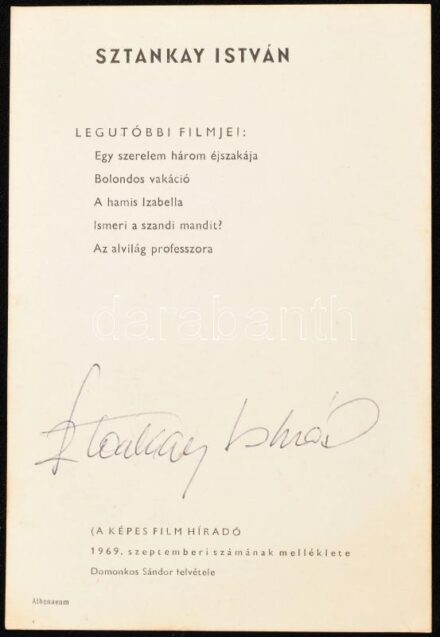 SZTANKAY ISTVÁN
LEGUTÓBBI FILMJEI:
Egy szerelem három éjszakája
Bolondos vakáció
A hamis Izabella
Ismeri a szandi mandit?
Az alvilág professzora
darabanth
Sztankay István
(A KÉPES FILM HÍRADÓ
1969. szeptemberi számának melléklete
Domonkos Sándor felvétele
Athenaeum